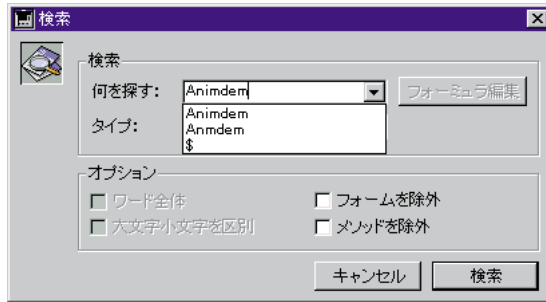 検索
検索
何を探す: Animdem フォーミュラ編集
タイプ: Animdem
Anmdem
$
オプション
ワード全体 フォームを除外
大文字小文字を区別 メソッドを除外
キャンセル 検索